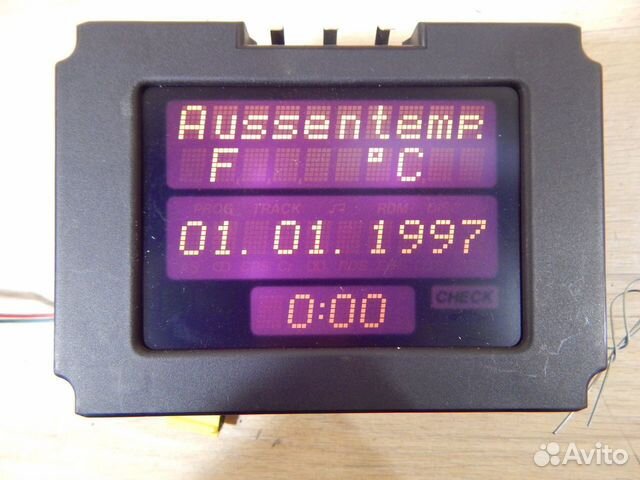 Aussentemp.
F °C
PROG TRACK RDM
01. 01. 1997
0:00 CHECK
Avito